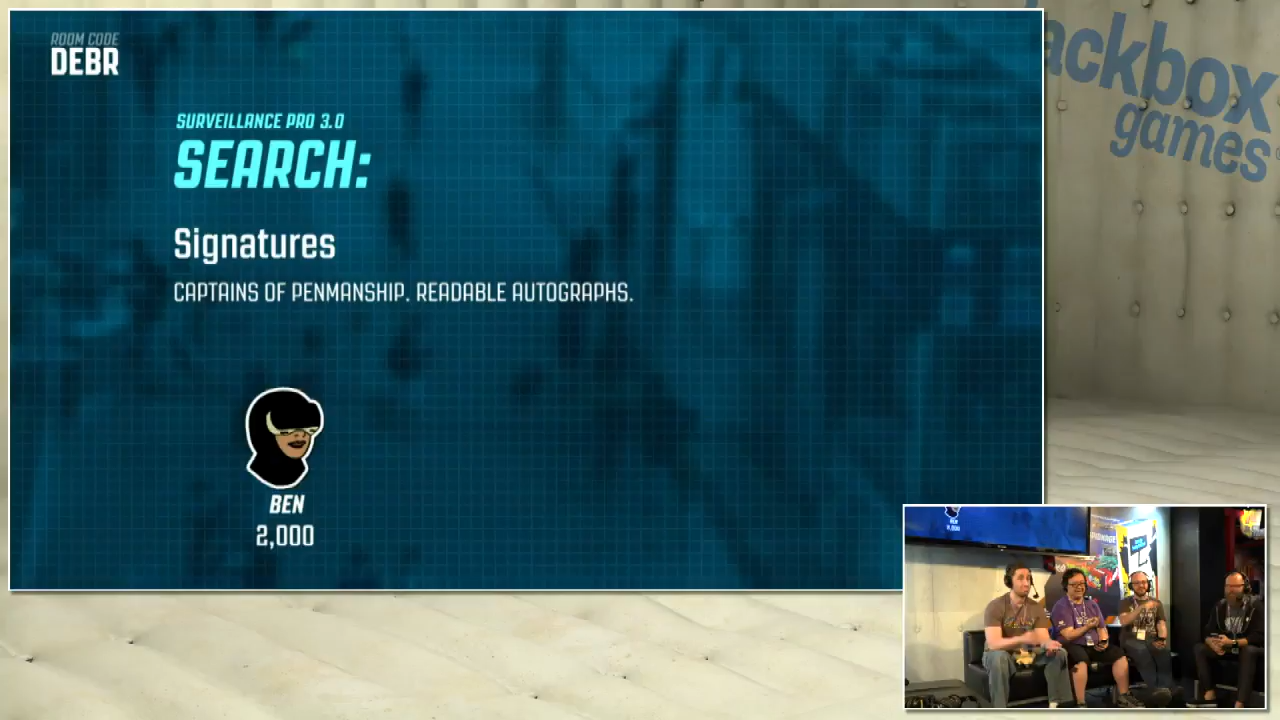 ROOM CODE
DEBR
SURVEILLANCE PRO 3.0
SEARCH:
Signatures
CAPTAINS OF PENMANSHIP. READABLE AUTOGRAPHS.
BEN
2,000
ackbox
games